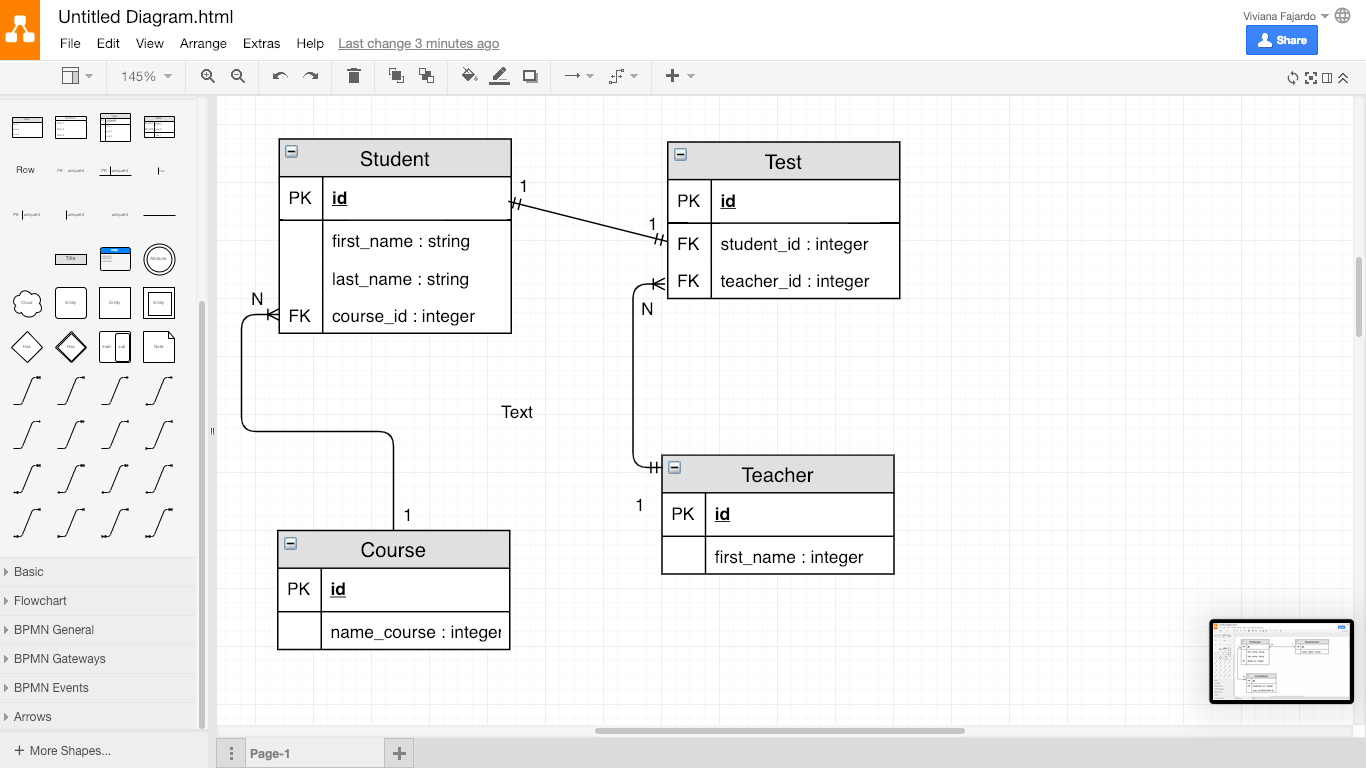 Untitled Diagram.html
Viviana Fajardo
File Edit View Arrange Extras Help Last change 3 minutes ago
Share
145%
Row
Title
Cloud
Entity
Entity
Entity
Note
Basic
Flowchart
BPMN General
BPMN Gateways
BPMN Events
Arrows
More Shapes...
Student
PK id
first_name : string
last_name : string
FK course_id : integer
1
1
N
Test
PK id
FK student_id : integer
FK teacher_id : integer
N
Text
1
1
Course
PK id
name_course : integer
Teacher
PK id
first_name : integer
Page-1